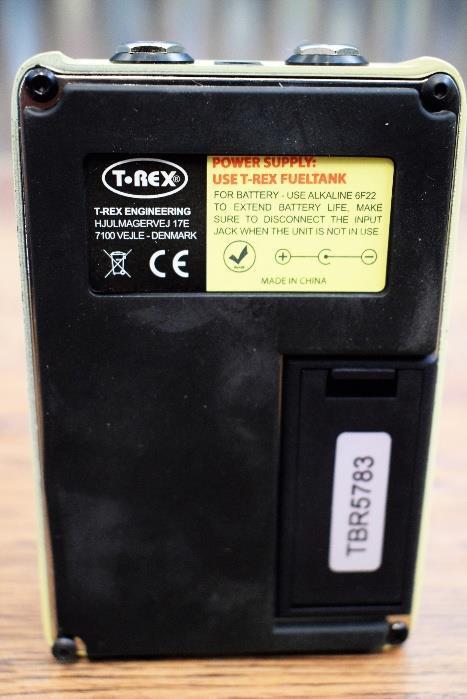 T-REX®
T-REX ENGINEERING
HJULMAGERVEJ 17E
7100 VEJLE - DENMARK
CE
POWER SUPPLY:
USE T-REX FUELTANK
FOR BATTERY - USE ALKALINE 6F22
TO EXTEND BATTERY LIFE, MAKE
SURE TO DISCONNECT THE INPUT
JACK WHEN THE UNIT IS NOT IN USE
RoHS
MADE IN CHINA
TBR5783